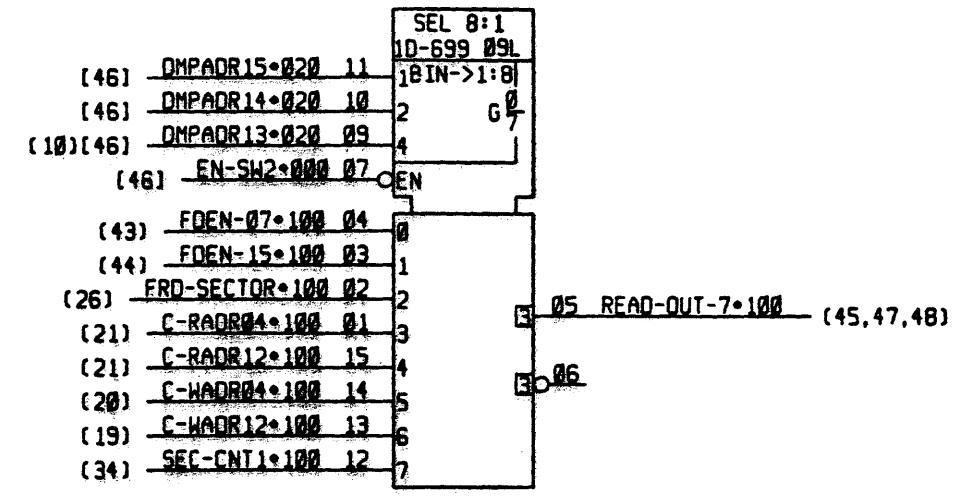 SEL 8:1
1D-699 09L
[46] DMPADR15•020 11 1 BIN->1:8
[46] DMPADR14•020 10 2 G 0/7
(10)[46] DMPADR13•020 09 4
[46] EN-SW2•000 07 EN
(43) FDEN-07•100 04 0
(44) FDEN-15•100 03 1
(26) FRD-SECTOR•100 02 2
(21) C-RADR04•100 01 3
(21) C-RADR12•100 15 4
(20) C-WADR04•100 14 5
(19) C-WADR12•100 13 6
(34) SEC-CNT1•100 12 7
3 05 READ-OUT-7•100 (45,47,48)
3 06